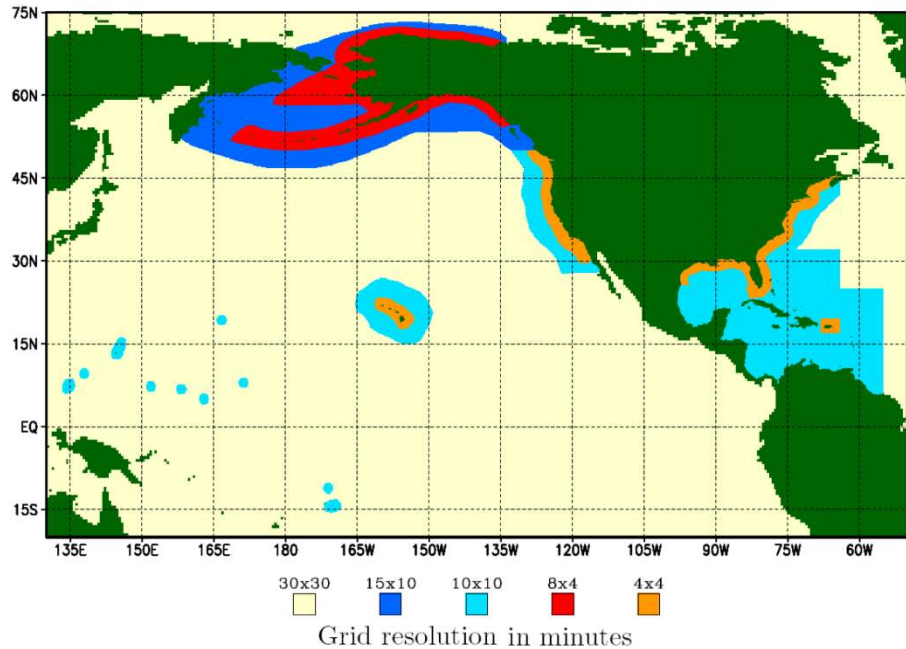 75N
60N
45N
30N
15N
EQ
15S
135E 150E 165E 180 165W 150W 135W 120W 105W 90W 75W 60W
30x30 15x10 10x10 8x4 4x4
Grid resolution in minutes